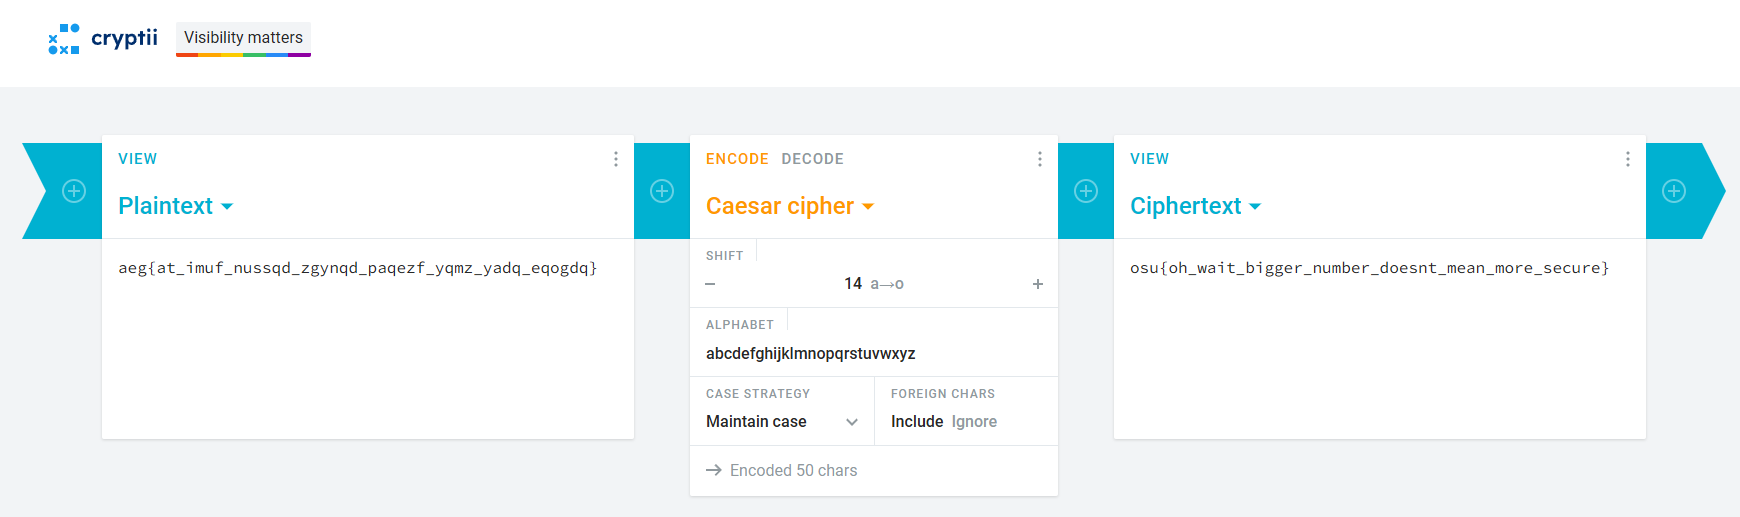 cryptii
Visibility matters
VIEW
Plaintext
aeg{at_imuf_nussqd_zgynqd_paqezf_yqmz_yadq_eqogdq}
ENCODE DECODE
Caesar cipher
SHIFT
− 14 a→o +
ALPHABET
abcdefghijklmnopqrstuvwxyz
CASE STRATEGY
Maintain case
FOREIGN CHARS
Include Ignore
→ Encoded 50 chars
VIEW
Ciphertext
osu{oh_wait_bigger_number_doesnt_mean_more_secure}